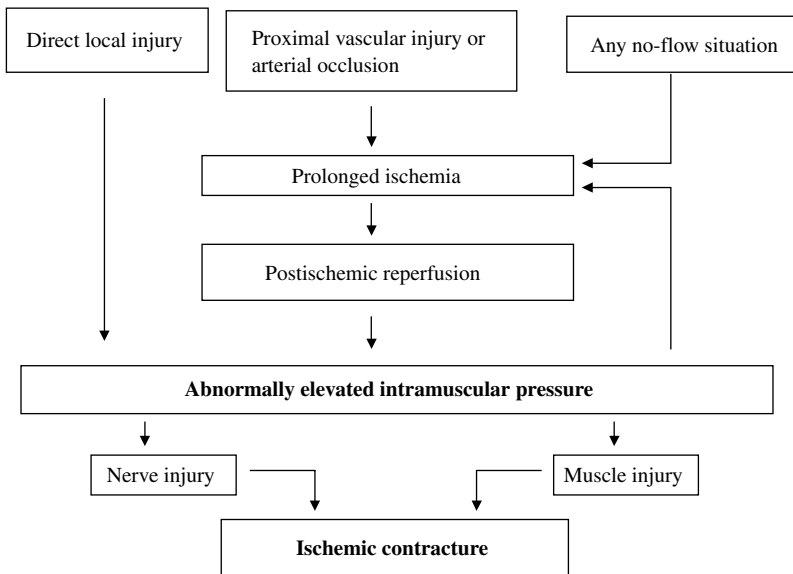 Direct local injury
Proximal vascular injury or
arterial occlusion
Any no-flow situation
Prolonged ischemia
Postischemic reperfusion
Abnormally elevated intramuscular pressure
Nerve injury
Muscle injury
Ischemic contracture